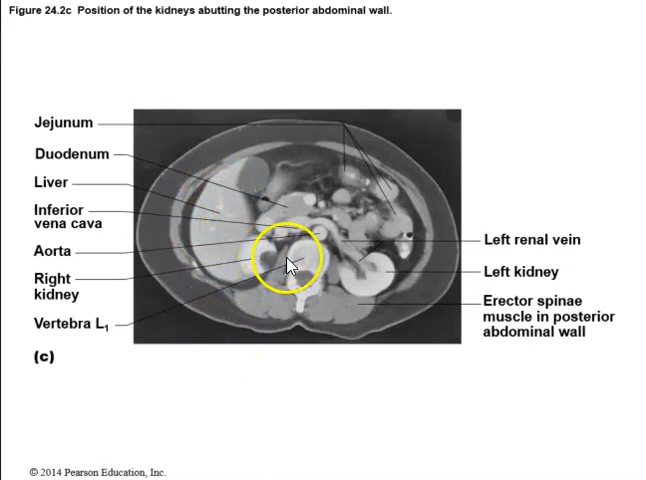 Figure 24.2c  Position of the kidneys abutting the posterior abdominal wall.
Jejunum
Duodenum
Liver
Inferior
vena cava
Aorta
Right
kidney
Vertebra L₁
Left renal vein
Left kidney
Erector spinae
muscle in posterior
abdominal wall
(c)
© 2014 Pearson Education, Inc.